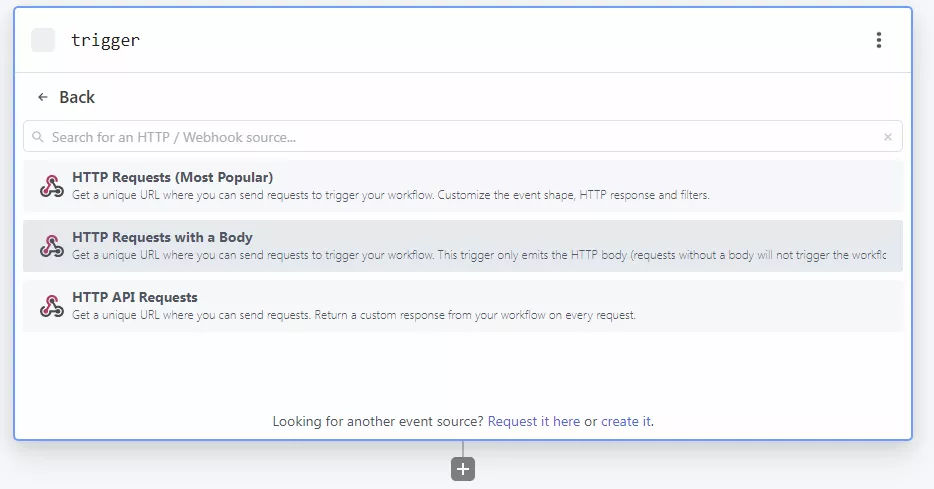 trigger
Back
Search for an HTTP / Webhook source...
HTTP Requests (Most Popular)
Get a unique URL where you can send requests to trigger your workflow. Customize the event shape, HTTP response and filters.
HTTP Requests with a Body
Get a unique URL where you can send requests to trigger your workflow. This trigger only emits the HTTP body (requests without a body will not trigger the workflc
HTTP API Requests
Get a unique URL where you can send requests. Return a custom response from your workflow on every request.
Looking for another event source? Request it here or create it.